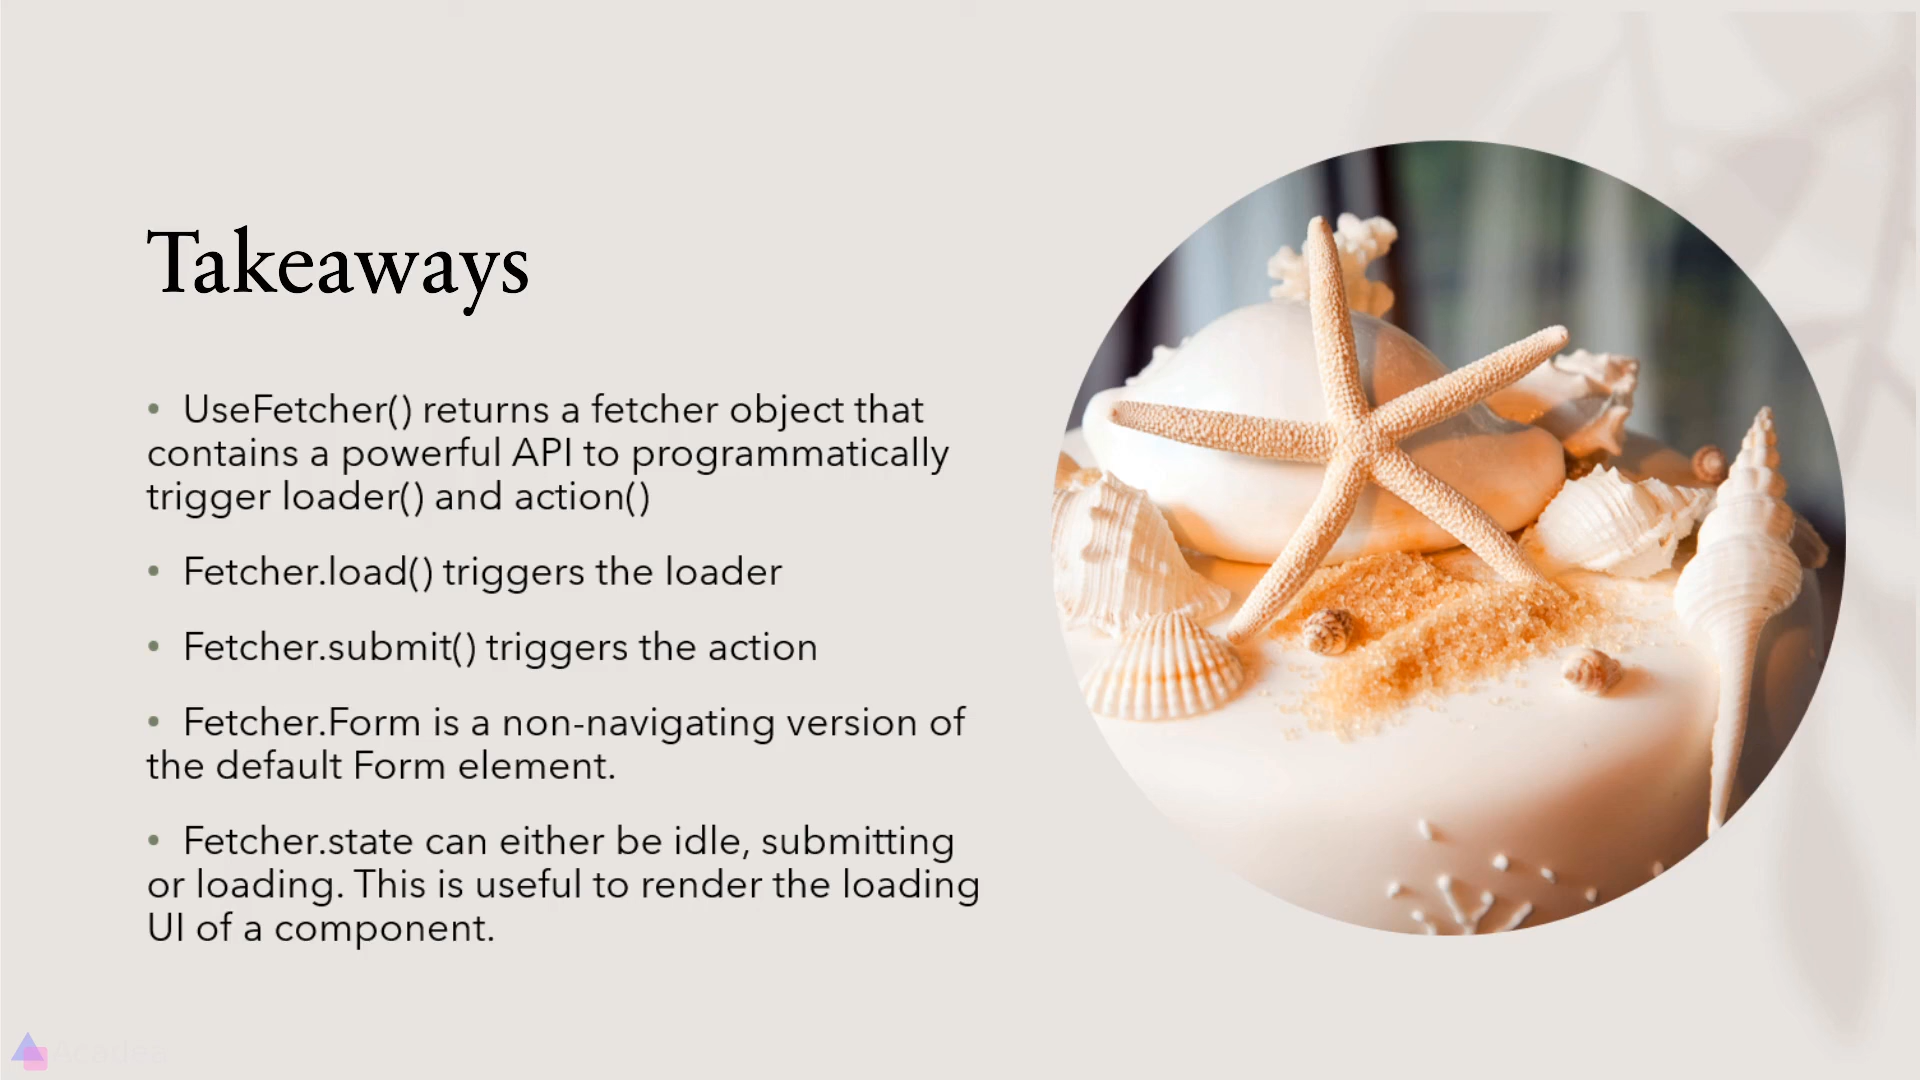 Takeaways
• UseFetcher() returns a fetcher object that
contains a powerful API to programmatically
trigger loader() and action()
• Fetcher.load() triggers the loader
• Fetcher.submit() triggers the action
• Fetcher.Form is a non-navigating version of
the default Form element.
• Fetcher.state can either be idle, submitting
or loading. This is useful to render the loading
UI of a component.